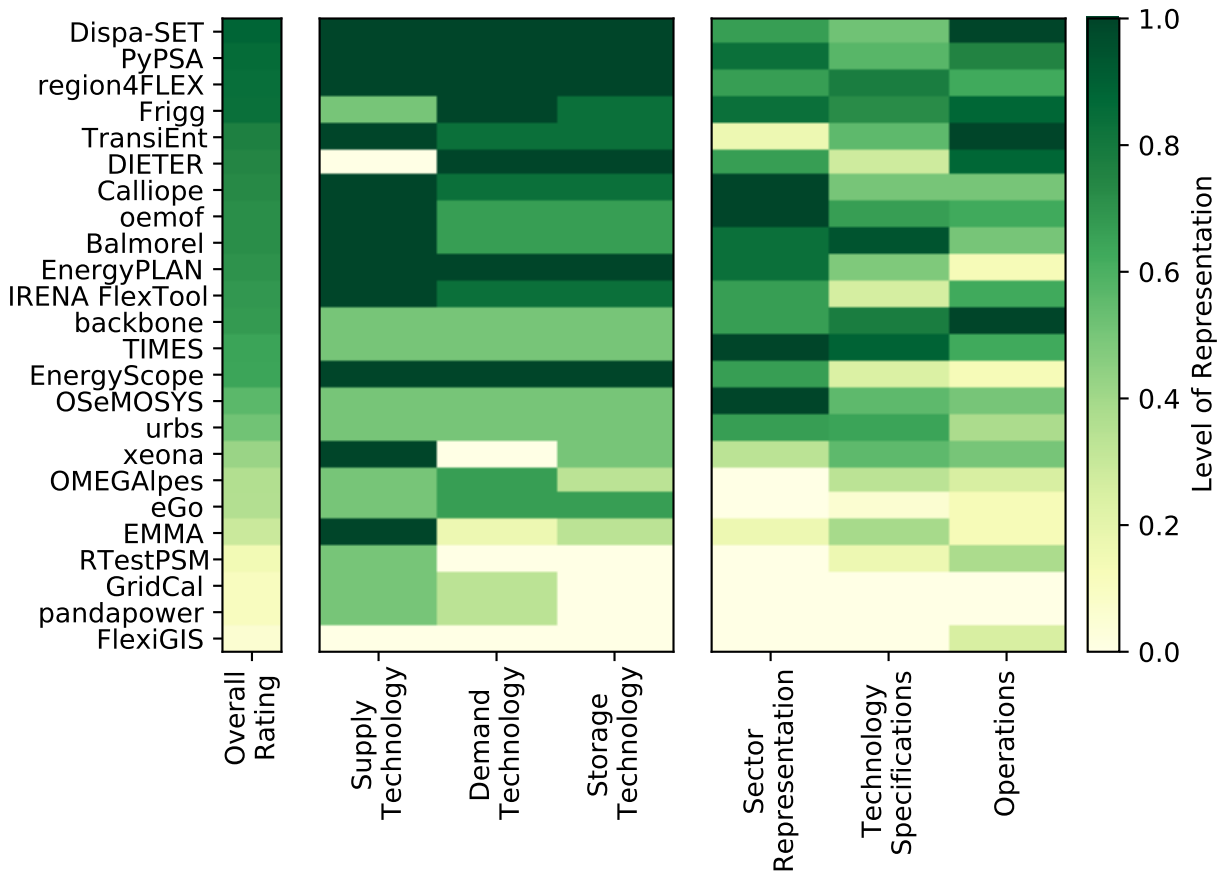 Dispa-SET
PyPSA
region4FLEX
Frigg
TransiEnt
DIETER
Calliope
oemof
Balmorel
EnergyPLAN
IRENA FlexTool
backbone
TIMES
EnergyScope
OSeMOSYS
urbs
xeona
OMEGAlpes
eGo
EMMA
RTestPSM
GridCal
pandapower
FlexiGIS
Overall
Rating
Supply
Technology
Demand
Technology
Storage
Technology
Sector
Representation
Technology
Specifications
Operations
1.0
0.8
0.6
0.4
0.2
0.0
Level of Representation